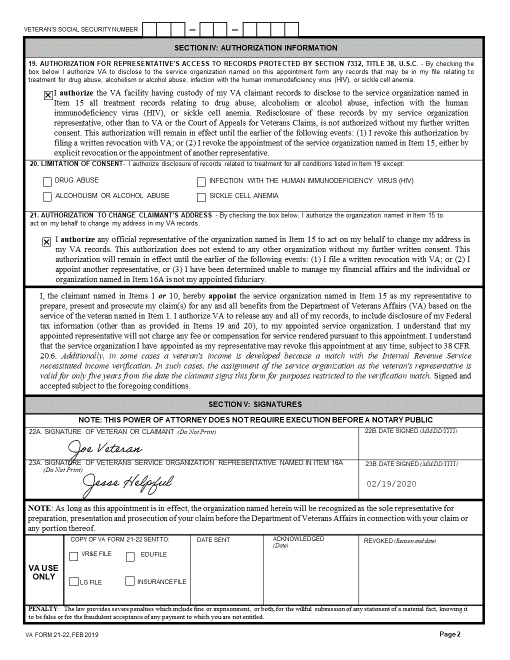 VETERAN'S SOCIAL SECURITY NUMBER
SECTION IV: AUTHORIZATION INFORMATION
19. AUTHORIZATION FOR REPRESENTATIVE'S ACCESS TO RECORDS PROTECTED BY SECTION 7332, TITLE 38, U.S.C. - By checking the
box below I authorize VA to disclose to the service organization named on this appointment form any records that may be in my file relating to
treatment for drug abuse, alcoholism or alcohol abuse, infection with the human immunodeficiency virus (HIV), or sickle cell anemia.
I authorize the VA facility having custody of my VA claimant records to disclose to the service organization named in
Item 15 all treatment records relating to drug abuse, alcoholism or alcohol abuse, infection with the human
immunodeficiency virus (HIV), or sickle cell anemia. Redisclosure of these records by my service organization
representative, other than to VA or the Court of Appeals for Veterans Claims, is not authorized without my further written
consent. This authorization will remain in effect until the earlier of the following events: (1) I revoke this authorization by
filing a written revocation with VA; or (2) I revoke the appointment of the service organization named in Item 15, either by
explicit revocation or the appointment of another representative.
20. LIMITATION OF CONSENT- I authorize disclosure of records related to treatment for all conditions listed in Item 19 except:
DRUG ABUSE
INFECTION WITH THE HUMAN IMMUNODEFICIENCY VIRUS (HIV)
ALCOHOLISM OR ALCOHOL ABUSE
SICKLE CELL ANEMIA
21. AUTHORIZATION TO CHANGE CLAIMANT'S ADDRESS - By checking the box below, I authorize the organization named in Item 15 to
act on my behalf to change my address in my VA records.
I authorize any official representative of the organization named in Item 15 to act on my behalf to change my address in
my VA records. This authorization does not extend to any other organization without my further written consent. This
authorization will remain in effect until the earlier of the following events: (1) I file a written revocation with VA; or (2) I
appoint another representative, or (3) I have been determined unable to manage my financial affairs and the individual or
organization named in Item 16A is not my appointed fiduciary.
I, the claimant named in Items 1 or 10, hereby appoint the service organization named in Item 15 as my representative to
prepare, present and prosecute my claim(s) for any and all benefits from the Department of Veterans Affairs (VA) based on the
service of the veteran named in Item 1. I authorize VA to release any and all of my records, to include disclosure of my Federal
tax information (other than as provided in Items 19 and 20), to my appointed service organization. I understand that my
appointed representative will not charge any fee or compensation for service rendered pursuant to this appointment. I understand
that the service organization I have appointed as my representative may revoke this appointment at any time, subject to 38 CFR
20.6. Additionally, in some cases a veteran's income is developed because a match with the Internal Revenue Service
necessitated income verification. In such cases, the assignment of the service organization as the veteran's representative is
valid for only five years from the date the claimant signs this form for purposes restricted to the verification match. Signed and
accepted subject to the foregoing conditions.
SECTION V: SIGNATURES
NOTE: THIS POWER OF ATTORNEY DOES NOT REQUIRE EXECUTION BEFORE A NOTARY PUBLIC
22A. SIGNATURE OF VETERAN OR CLAIMANT (Do Not Print)
22B. DATE SIGNED (MM/DD/YYYY)
Joe Veteran
23A. SIGNATURE OF VETERANS SERVICE ORGANIZATION REPRESENTATIVE NAMED IN ITEM 16A
(Do Not Print)
23B. DATE SIGNED (MM/DD/YYYY)
Jesse Helpful
02/19/2020
NOTE: As long as this appointment is in effect, the organization named herein will be recognized as the sole representative for
preparation, presentation and prosecution of your claim before the Department of Veterans Affairs in connection with your claim or
any portion thereof.
VA USE
ONLY
COPY OF VA FORM 21-22 SENT TO:
VR&E FILE
EDU FILE
LG FILE
INSURANCE FILE
DATE SENT
ACKNOWLEDGED
(Date)
REVOKED (Reason and date)
PENALTY: The law provides severe penalties which include fine or imprisonment, or both, for the willful submission of any statement of a material fact, knowing it
to be false or for the fraudulent acceptance of any payment to which you are not entitled.
VA FORM 21-22, FEB 2019
Page 2